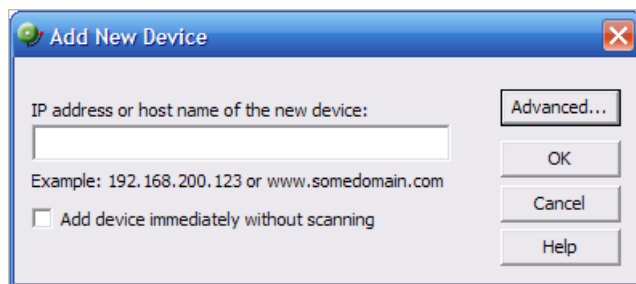 Add New Device
IP address or host name of the new device:
Advanced...
Example: 192.168.200.123 or www.somedomain.com
OK
Add device immediately without scanning
Cancel
Help